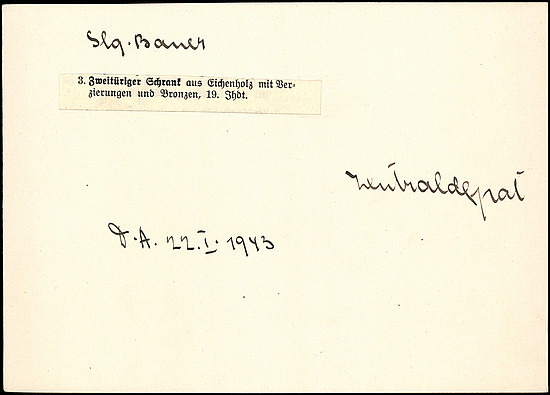 Slg. Bauer
3. Zweitüriger Schrank aus Eichenholz mit Ver-
zierungen und Bronzen, 19. Jhdt.
Zentraldepot
D.A. 22.I. 1943